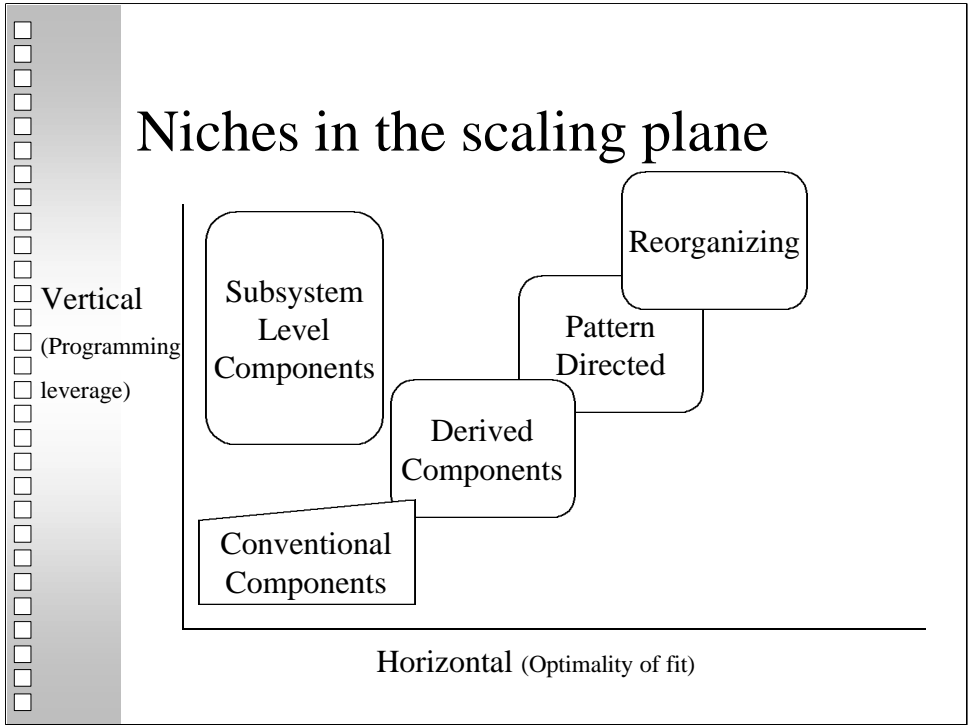 Niches in the scaling plane
Reorganizing
Subsystem
Level
Components
Vertical
(Programming
leverage)
Pattern
Directed
Derived
Components
Conventional
Components
Horizontal (Optimality of fit)